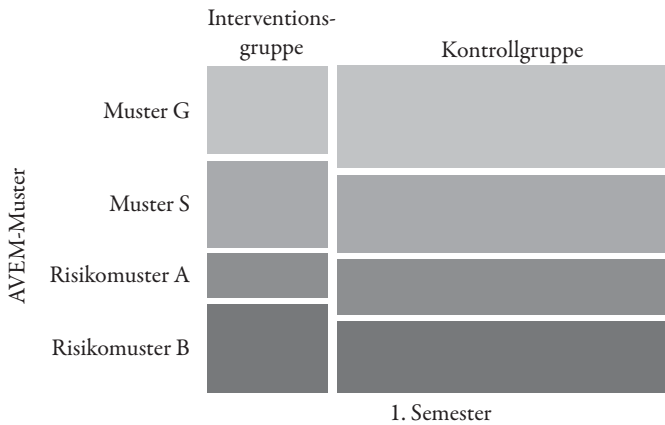 Interventions-
gruppe
Kontrollgruppe
Muster G
Muster S
Risikomuster A
Risikomuster B
AVEM-Muster
1. Semester